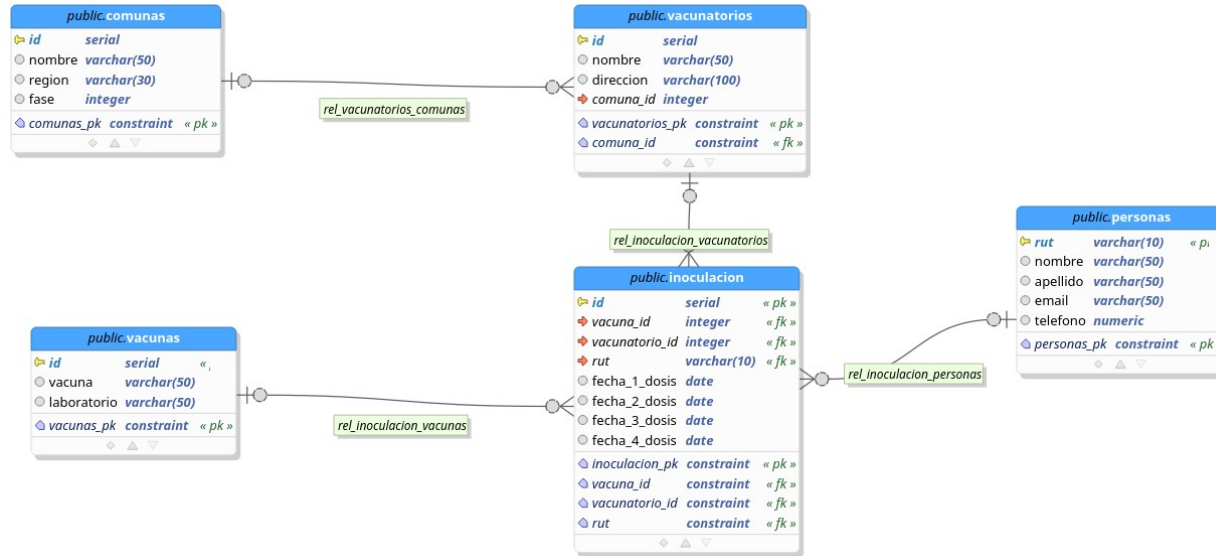 public.comunas
id serial
nombre varchar(50)
region varchar(30)
fase integer
comunas_pk constraint « pk »
rel_vacunatorios_comunas
public.vacunatorios
id serial
nombre varchar(50)
direccion varchar(100)
comuna_id integer
vacunatorios_pk constraint « pk »
comuna_id constraint « fk »
rel_inoculacion_vacunatorios
public.personas
rut varchar(10)
nombre varchar(50)
apellido varchar(50)
email varchar(50)
telefono numeric
personas_pk constraint « pk
rel_inoculacion_personas
public.inoculacion
id serial « pk »
vacuna_id integer « fk »
vacunatorio_id integer « fk »
rut varchar(10) « fk »
fecha_1_dosis date
fecha_2_dosis date
fecha_3_dosis date
fecha_4_dosis date
inoculacion_pk constraint « pk »
vacuna_id constraint « fk »
vacunatorio_id constraint « fk »
rut constraint « fk »
public.vacunas
id serial «
vacuna varchar(50)
laboratorio varchar(50)
vacunas_pk constraint « pk »
rel_inoculacion_vacunas